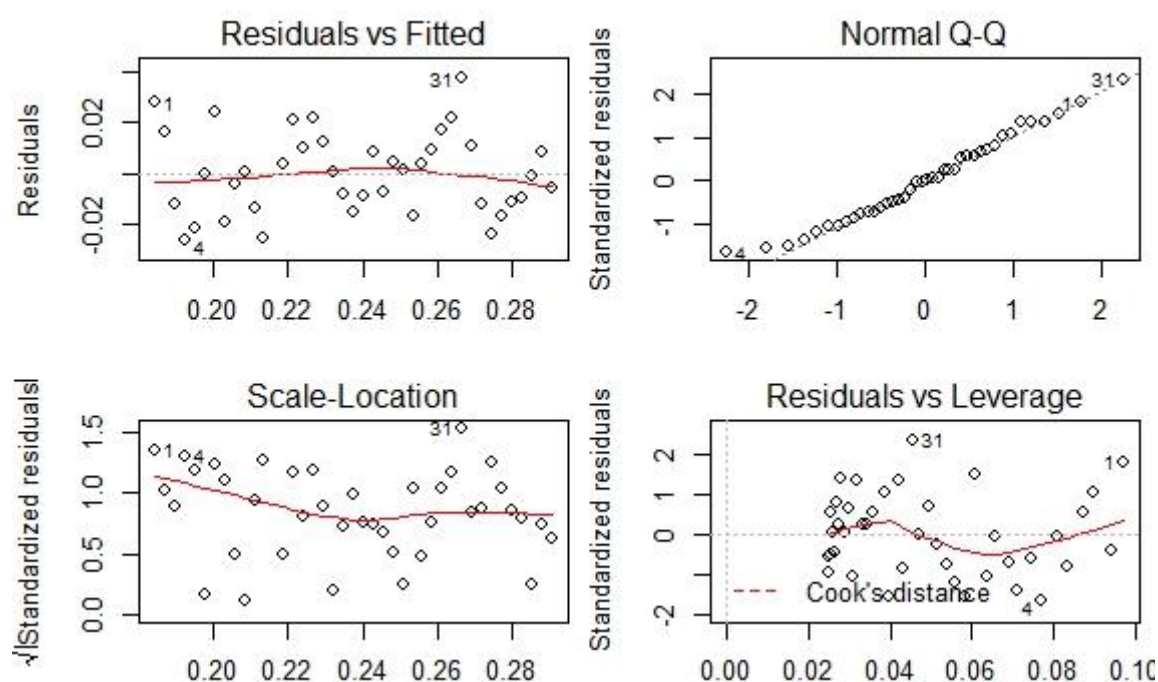 Residuals vs Fitted
Residuals
0.02
-0.02
1
31
4
0.20 0.22 0.24 0.26 0.28
Normal Q-Q
Standardized residuals
2
1
0
-1
31
1
4
-2 -1 0 1 2
Scale-Location
√|Standardized residuals|
1.5
1.0
0.5
0.0
1
4
31
0.20 0.22 0.24 0.26 0.28
Residuals vs Leverage
Standardized residuals
2
0
-2
31
1
4
Cook's distance
0.00 0.02 0.04 0.06 0.08 0.10